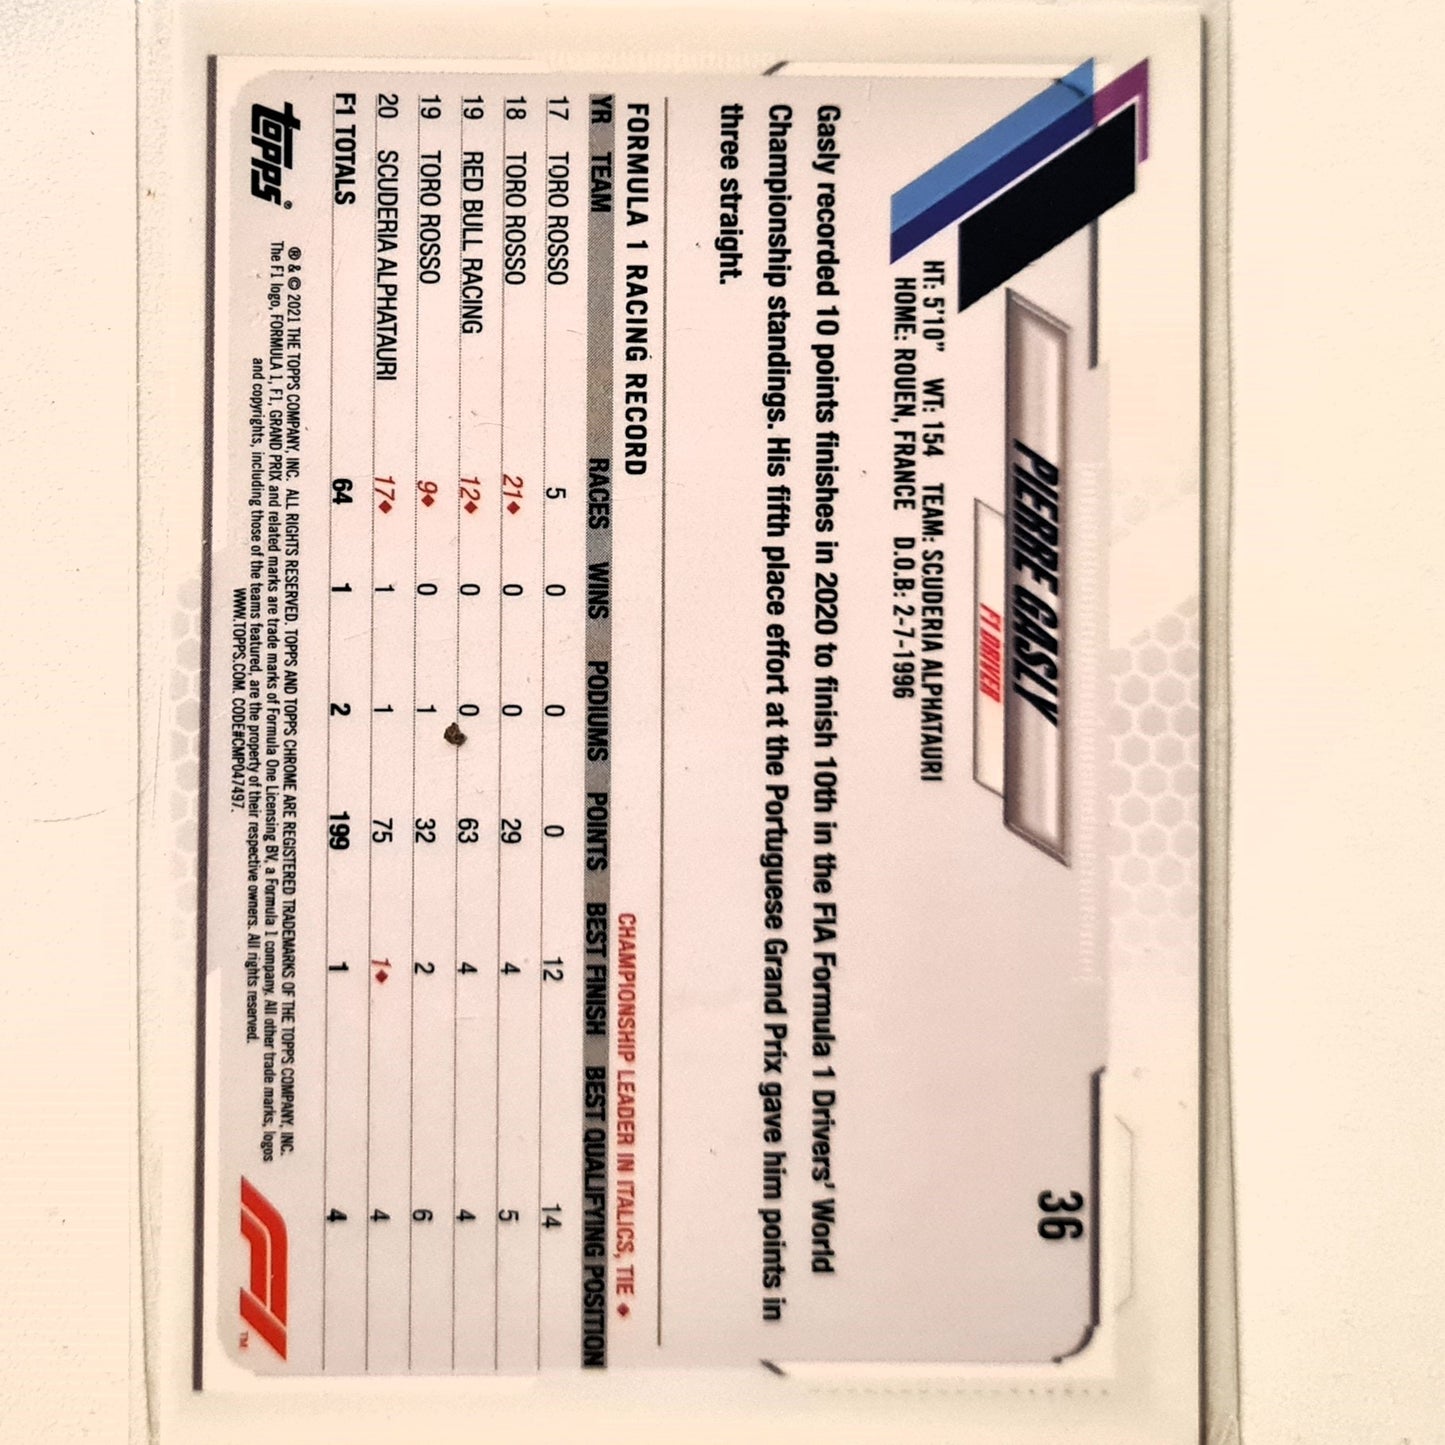 36
PIERRE GASLY
F1 DRIVER
HT: 5'10" WT: 154 TEAM: SCUDERIA ALPHATAURI
HOME: ROUEN, FRANCE D.O.B: 2-7-1996
Gasly recorded 10 points finishes in 2020 to finish 10th in the FIA Formula 1 Drivers' World
Championship standings. His fifth place effort at the Portuguese Grand Prix gave him points in
three straight.
FORMULA 1 RACING RECORD CHAMPIONSHIP LEADER IN ITALICS, TIE ♦
YR TEAM RACES WINS PODIUMS POINTS BEST FINISH BEST QUALIFYING POSITION
17 TORO ROSSO 5 0 0 0 12 14
18 TORO ROSSO 21♦ 0 0 29 4 5
19 RED BULL RACING 12♦ 0 0 63 4 4
19 TORO ROSSO 9♦ 0 1 32 2 6
20 SCUDERIA ALPHATAURI 17♦ 1 1 75 1♦ 4
F1 TOTALS 64 1 2 199 1 4
topps®
® & © 2021 THE TOPPS COMPANY, INC. ALL RIGHTS RESERVED. TOPPS AND TOPPS CHROME ARE REGISTERED TRADEMARKS OF THE TOPPS COMPANY, INC.
The F1 logo, FORMULA 1, F1, GRAND PRIX and related marks are trade marks of Formula One Licensing BV, a Formula 1 company. All other trade marks, logos
and copyrights, including those of the teams featured, are the property of their respective owners. All rights reserved.
WWW.TOPPS.COM. CODE#CMP047497.
F1™